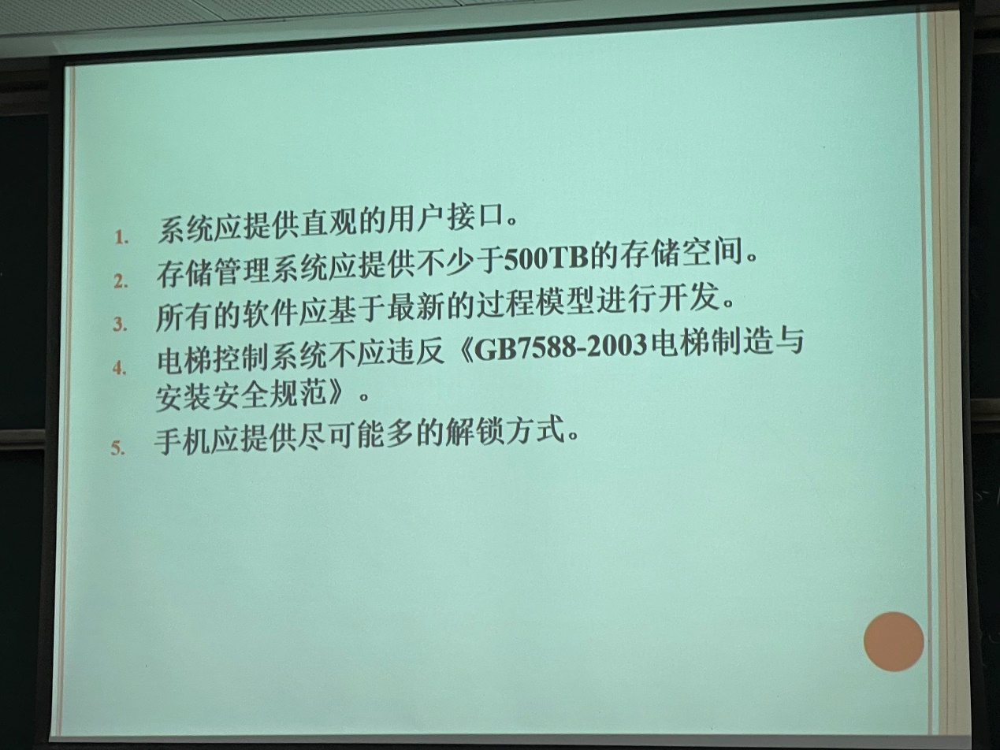 1. 系统应提供直观的用户接口。
2. 存储管理系统应提供不少于500TB的存储空间。
3. 所有的软件应基于最新的过程模型进行开发。
4. 电梯控制系统不应违反《GB7588-2003电梯制造与
安装安全规范》。
5. 手机应提供尽可能多的解锁方式。